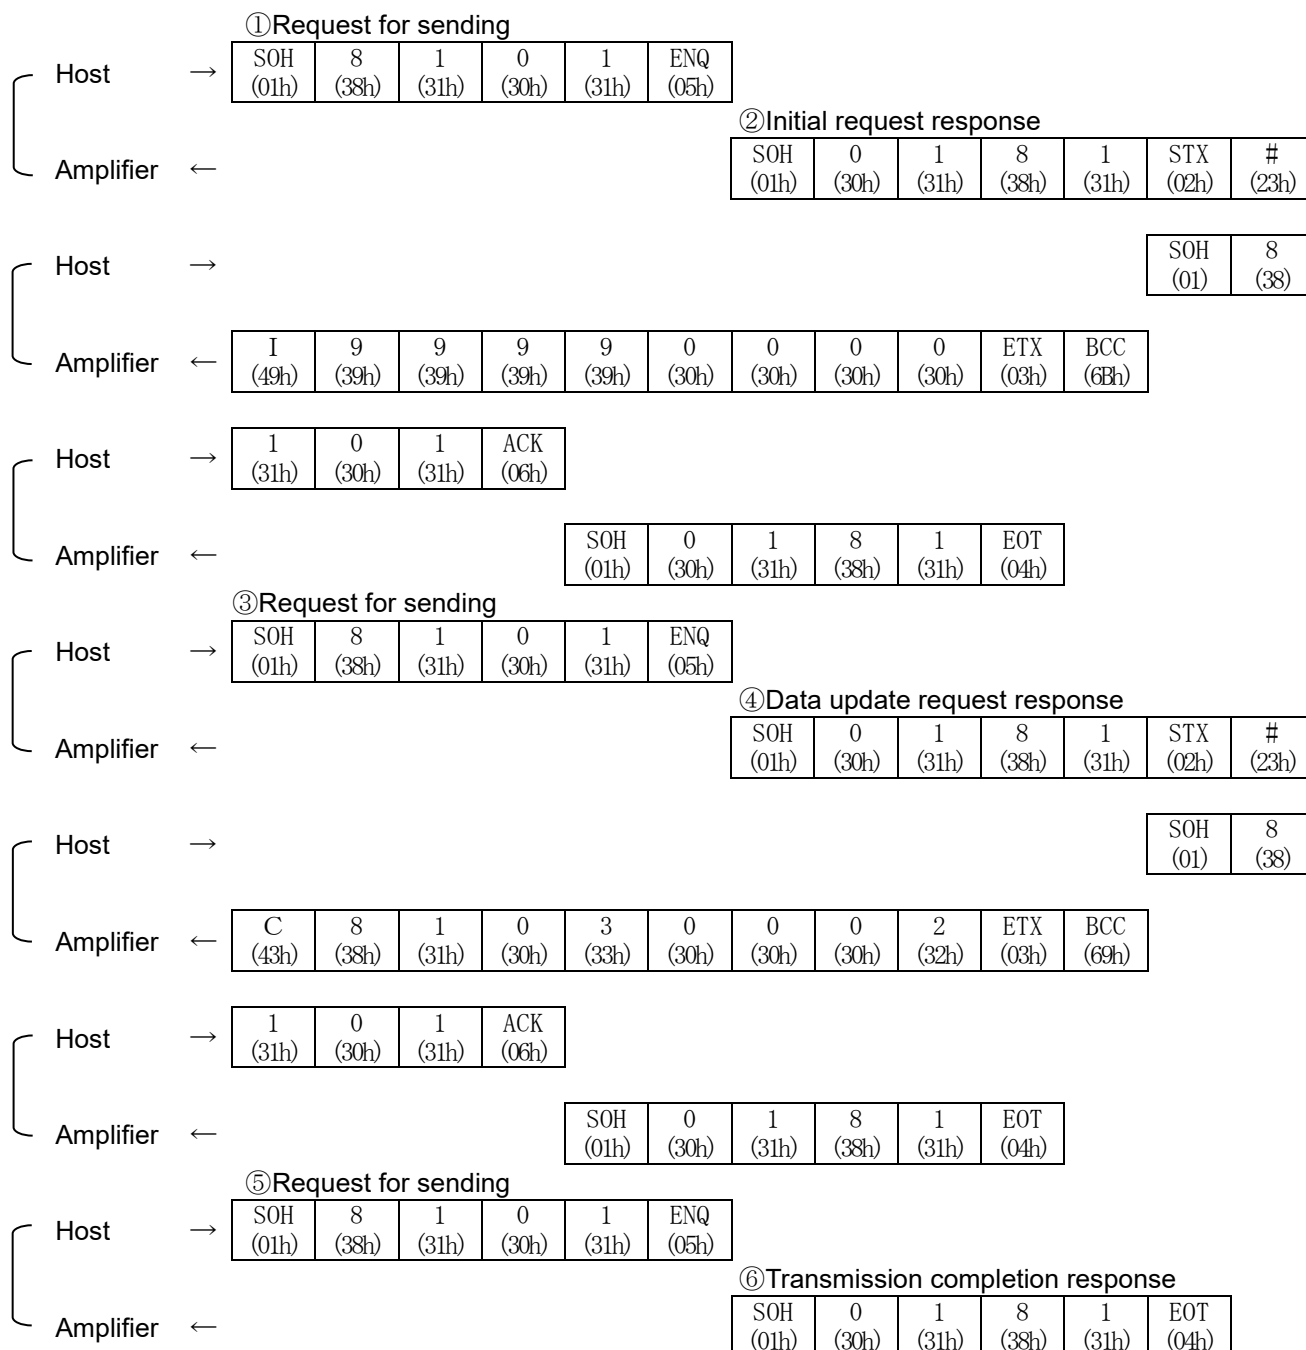 ①Request for sending
Host → SOH 8 1 0 1 ENQ
(01h) (38h) (31h) (30h) (31h) (05h)
②Initial request response
Amplifier ← SOH 0 1 8 1 STX #
(01h) (30h) (31h) (38h) (31h) (02h) (23h)
Host → SOH 8
(01) (38)
Amplifier ← I 9 9 9 9 0 0 0 0 ETX BCC
(49h) (39h) (39h) (39h) (39h) (30h) (30h) (30h) (30h) (03h) (6Bh)
Host → 1 0 1 ACK
(31h) (30h) (31h) (06h)
Amplifier ← SOH 0 1 8 1 EOT
(01h) (30h) (31h) (38h) (31h) (04h)
③Request for sending
Host → SOH 8 1 0 1 ENQ
(01h) (38h) (31h) (30h) (31h) (05h)
④Data update request response
Amplifier ← SOH 0 1 8 1 STX #
(01h) (30h) (31h) (38h) (31h) (02h) (23h)
Host → SOH 8
(01) (38)
Amplifier ← C 8 1 0 3 0 0 0 2 ETX BCC
(43h) (38h) (31h) (30h) (33h) (30h) (30h) (30h) (32h) (03h) (69h)
Host → 1 0 1 ACK
(31h) (30h) (31h) (06h)
Amplifier ← SOH 0 1 8 1 EOT
(01h) (30h) (31h) (38h) (31h) (04h)
⑤Request for sending
Host → SOH 8 1 0 1 ENQ
(01h) (38h) (31h) (30h) (31h) (05h)
⑥Transmission completion response
Amplifier ← SOH 0 1 8 1 EOT
(01h) (30h) (31h) (38h) (31h) (04h)